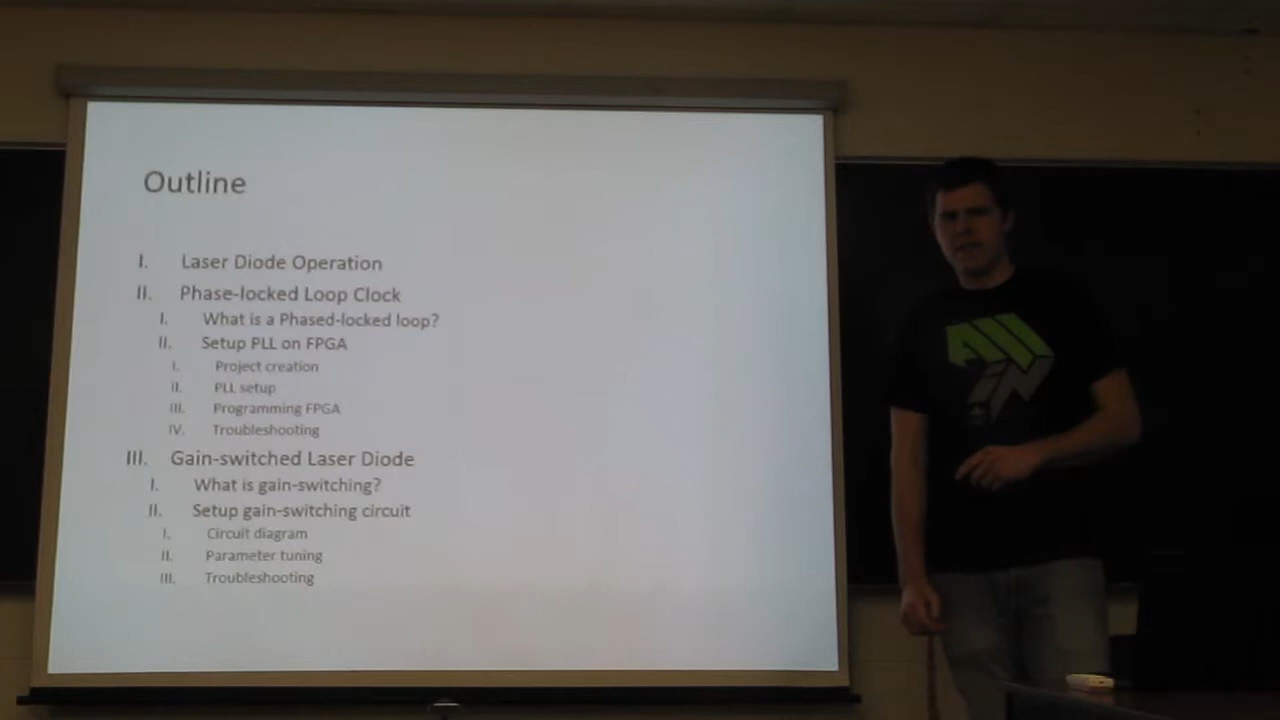 Outline
I. Laser Diode Operation
II. Phase-locked Loop Clock
I. What is a Phased-locked loop?
II. Setup PLL on FPGA
I. Project creation
II. PLL setup
III. Programming FPGA
IV. Troubleshooting
III. Gain-switched Laser Diode
I. What is gain-switching?
II. Setup gain-switching circuit
I. Circuit diagram
II. Parameter tuning
III. Troubleshooting